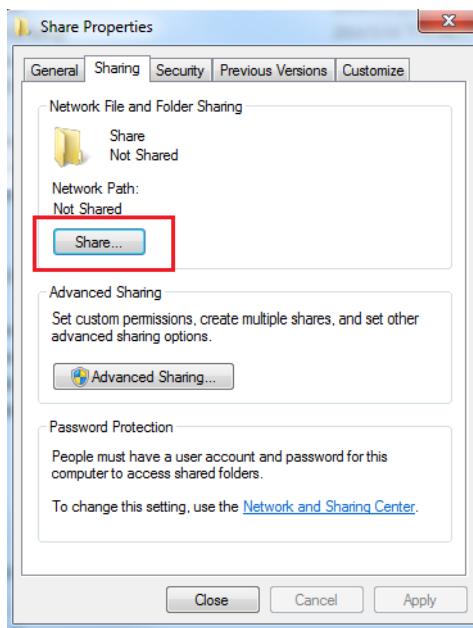 Share Properties
General Sharing Security Previous Versions Customize
Network File and Folder Sharing
Share
Not Shared
Network Path:
Not Shared
Share...
Advanced Sharing
Set custom permissions, create multiple shares, and set other
advanced sharing options.
Advanced Sharing...
Password Protection
People must have a user account and password for this
computer to access shared folders.
To change this setting, use the Network and Sharing Center.
Close Cancel Apply